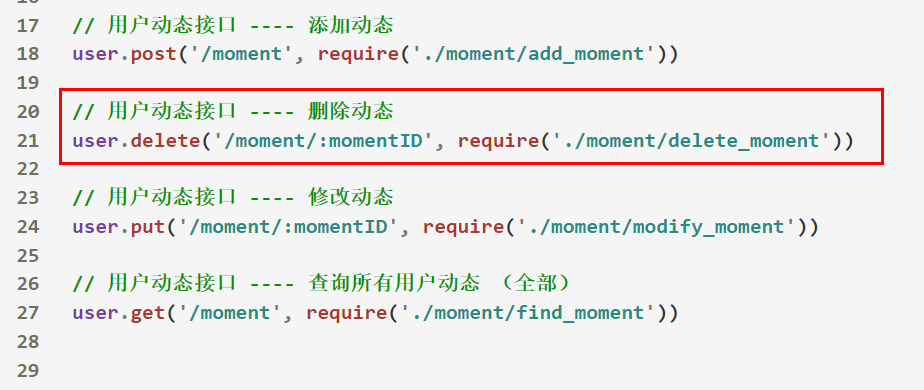 17 // 用户动态接口 ---- 添加动态
18 user.post('/moment', require('./moment/add_moment'))
19
20 // 用户动态接口 ---- 删除动态
21 user.delete('/moment/:momentID', require('./moment/delete_moment'))
22
23 // 用户动态接口 ---- 修改动态
24 user.put('/moment/:momentID', require('./moment/modify_moment'))
25
26 // 用户动态接口 ---- 查询所有用户动态 （全部）
27 user.get('/moment', require('./moment/find_moment'))
28
29